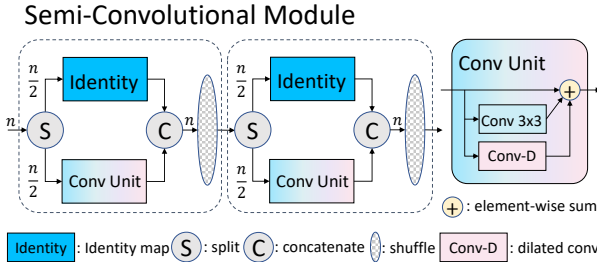 Semi-Convolutional Module
n/2 Identity n/2 Identity Conv Unit
n S C n S C n + Conv 3x3
n/2 Conv Unit n/2 Conv Unit Conv-D
+ : element-wise sum
Identity : Identity map S : split C : concatenate : shuffle Conv-D : dilated conv